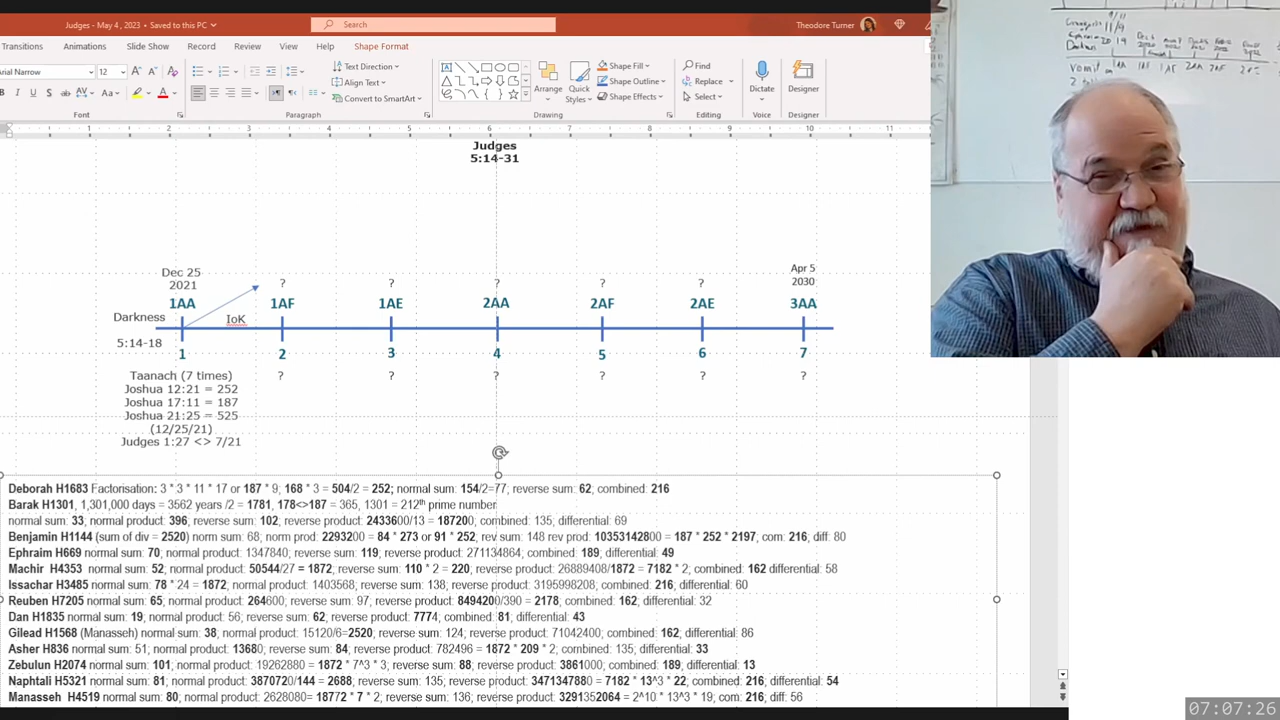 Judges - May 4, 2023 • Saved to this PC
Search
Theodore Turner
Transitions Animations Slide Show Record Review View Help Shape Format
Arial Narrow 12
Text Direction
Align Text
Convert to SmartArt
Arrange
Quick Styles
Shape Fill
Shape Outline
Shape Effects
Find
Replace
Select
Dictate
Designer
Font Paragraph Drawing Editing Voice Designer
1 2 3 4 5 6 7 8 9 10 11
Judges
5:14-31
Dec 25
2021
? ? ? ? ?
Apr 5
2030
1AA 1AF 1AE 2AA 2AF 2AE 3AA
Darkness
IoK
5:14-18
1 2 3 4 5 6 7
Taanach (7 times) ? ? ? ? ? ?
Joshua 12:21 = 252
Joshua 17:11 = 187
Joshua 21:25 = 525
(12/25/21)
Judges 1:27 <> 7/21
Deborah H1683 Factorisation: 3 * 3 * 11 * 17 or 187 * 9, 168 * 3 = 504/2 = 252; normal sum: 154/2=77; reverse sum: 62; combined: 216
Barak H1301, 1,301,000 days = 3562 years /2 = 1781, 178<>187 = 365, 1301 = 212th prime number
normal sum: 33; normal product: 396, reverse sum: 102, reverse product: 2433600/13 = 187200; combined: 135, differential: 69
Benjamin H1144 (sum of div = 2520) norm sum: 68; norm prod: 2293200 = 84 * 273 or 91 * 252, rev sum: 148 rev prod: 10353142800 = 187 * 252 * 2197, com: 216; diff: 80
Ephraim H669 normal sum: 70; normal product: 1347840, reverse sum: 119, reverse product: 271134864, combined: 189, differential: 49
Machir H4353 normal sum: 52, normal product: 50544/27 = 1872, reverse sum: 110 * 2 = 220, reverse product: 26889408/1872 = 7182 * 2, combined: 162 differential: 58
Issachar H3485 normal sum: 78 * 24 = 1872, normal product: 1403568, reverse sum: 138, reverse product: 3195998208, combined: 216; differential: 60
Reuben H7205 normal sum: 65, normal product: 264600, reverse sum: 97, reverse product: 8494200/390 = 2178, combined: 162, differential: 32
Dan H1835 normal sum: 19, normal product: 56; reverse sum: 62, reverse product: 7774, combined: 81, differential: 43
Gilead H1568 (Manasseh) normal sum: 38, normal product: 15120/6=2520, reverse sum: 124, reverse product: 71042400, combined: 162, differential: 86
Asher H836 normal sum: 51, normal product: 13680, reverse sum: 84, reverse product: 782496 = 1872 * 209 * 2, combined: 135, differential: 33
Zebulun H2074 normal sum: 101, normal product: 19262880 = 1872 * 7^3 * 3; reverse sum: 88, reverse product: 3861000, combined: 189, differential: 13
Naphtali H5321 normal sum: 81, normal product: 3870720/144 = 2688, reverse sum: 135, reverse product: 3471347880 = 7182 * 13^3 * 22, combined: 216; differential: 54
Manasseh H4519 normal sum: 80, normal product: 2628080= 18772 * 7 * 2, reverse sum: 136, reverse product: 3291352064 = 2^10 * 13^3 * 19, com: 216; diff: 56
07:07:26